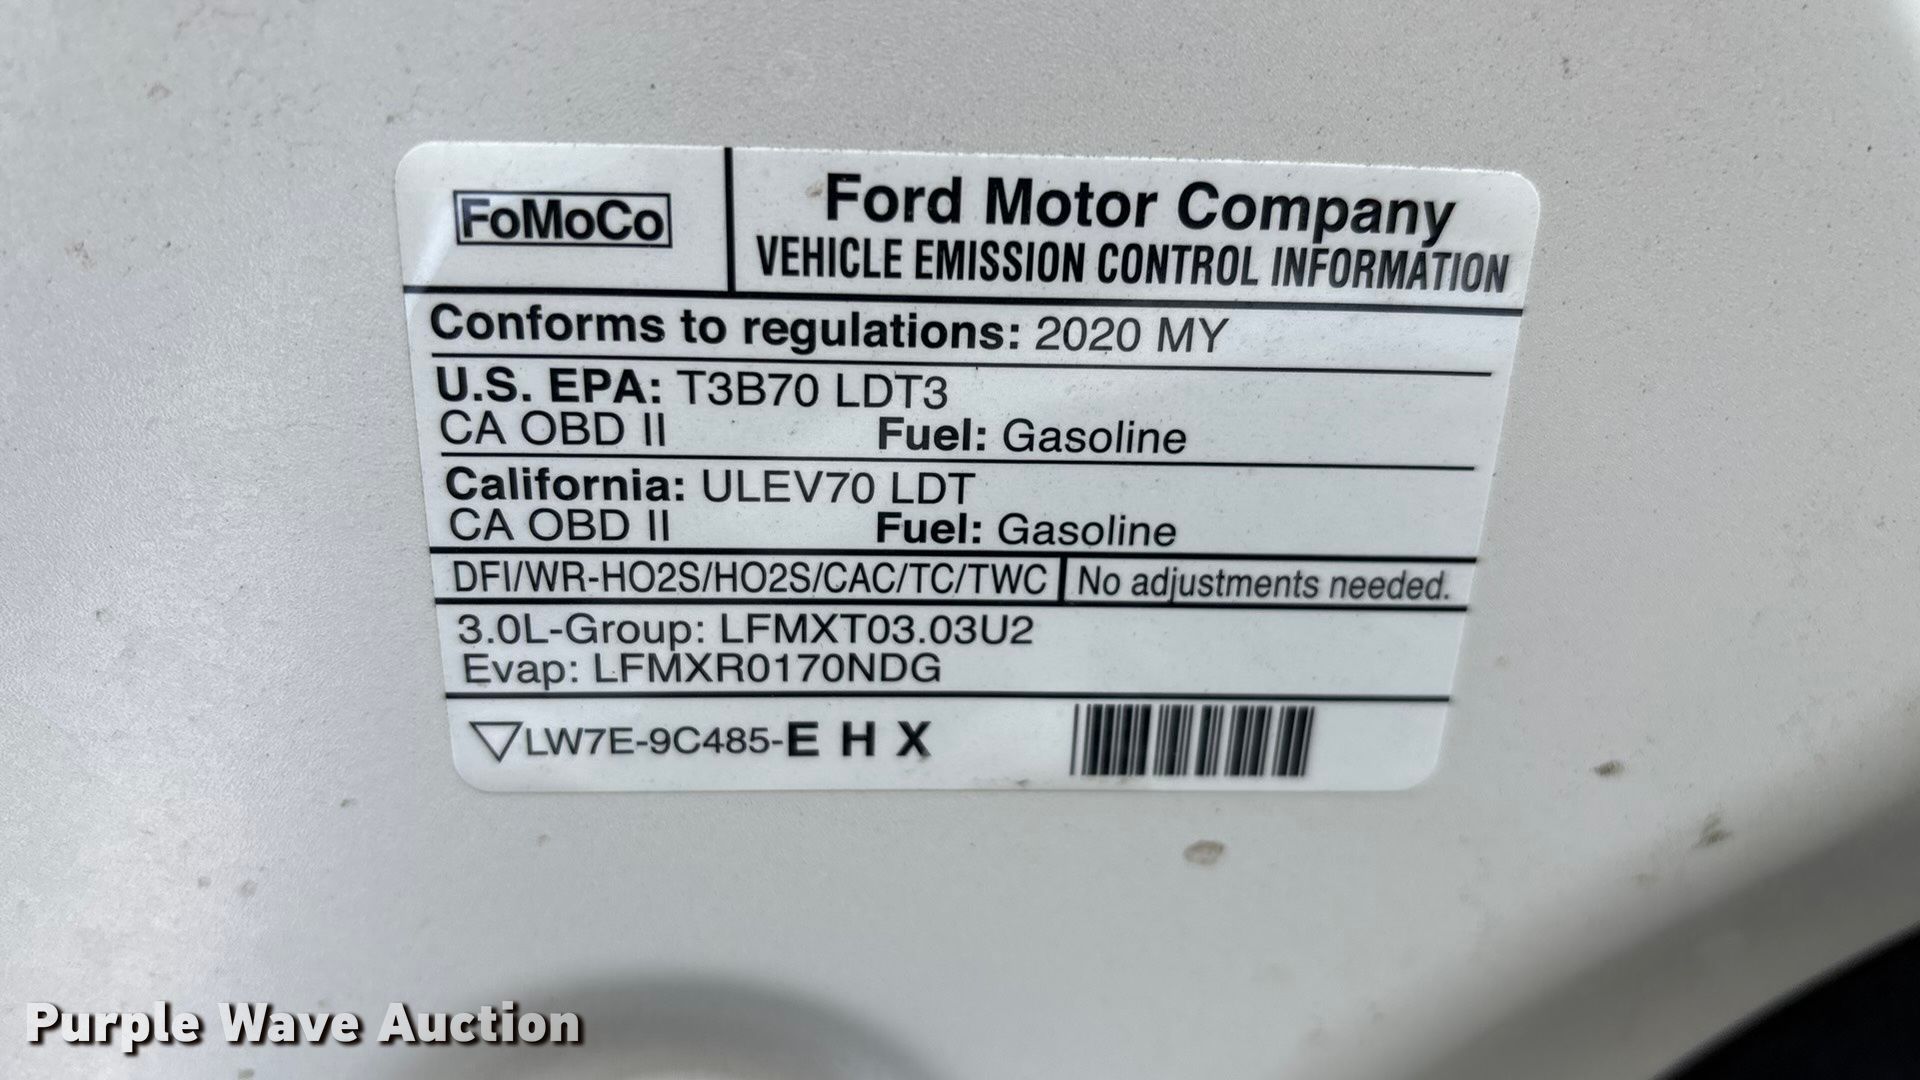 FoMoCo
Ford Motor Company
VEHICLE EMISSION CONTROL INFORMATION
Conforms to regulations: 2020 MY
U.S. EPA: T3B70 LDT3
CA OBD II Fuel: Gasoline
California: ULEV70 LDT
CA OBD II Fuel: Gasoline
DFI/WR-HO2S/HO2S/CAC/TC/TWC No adjustments needed.
3.0L-Group: LFMXT03.03U2
Evap: LFMXR0170NDG
LW7E-9C485-E H X
Purple Wave Auction